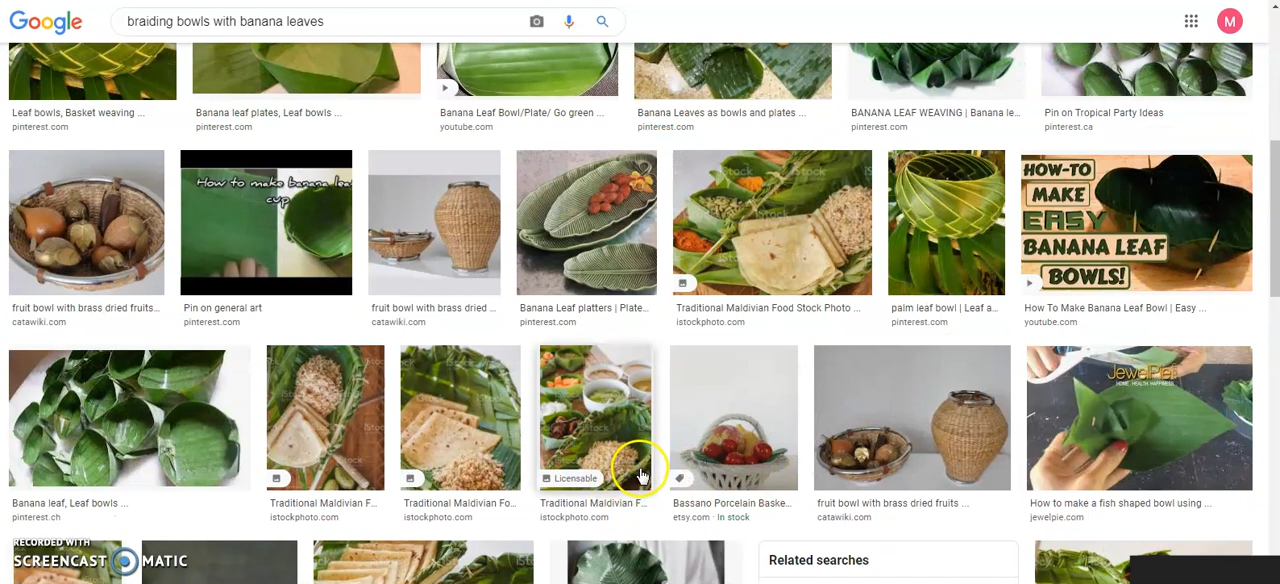 Google
braiding bowls with banana leaves
M
Leaf bowls, Basket weaving ...
pinterest.com
Banana leaf plates, Leaf bowls ...
pinterest.com
Banana Leaf Bowl/Plate/ Go green ...
youtube.com
Banana Leaves as bowls and plates ...
pinterest.com
BANANA LEAF WEAVING | Banana le...
pinterest.com
Pin on Tropical Party Ideas
pinterest.ca
How to make banana lea
cup
iStock
HOW-TO
MAKE
EASY
BANANA LEAF
BOWLS!
fruit bowl with brass dried fruits...
catawiki.com
Pin on general art
pinterest.com
fruit bowl with brass dried ...
catawiki.com
Banana Leaf platters | Plate...
pinterest.com
Traditional Maldivian Food Stock Photo ...
istockphoto.com
palm leaf bowl | Leaf a...
pinterest.com
How To Make Banana Leaf Bowl | Easy ...
youtube.com
JewelPie
HOME · HEALTH · HAPPINESS
Licensable
Banana leaf, Leaf bowls ...
pinterest.ch
Traditional Maldivian F...
istockphoto.com
Traditional Maldivian Fo...
istockphoto.com
Traditional Maldivian F...
istockphoto.com
Bassano Porcelain Baske...
etsy.com · In stock
fruit bowl with brass dried fruits ...
catawiki.com
How to make a fish shaped bowl using ...
jewelpie.com
RECORDED WITH
SCREENCAST MATIC
Related searches